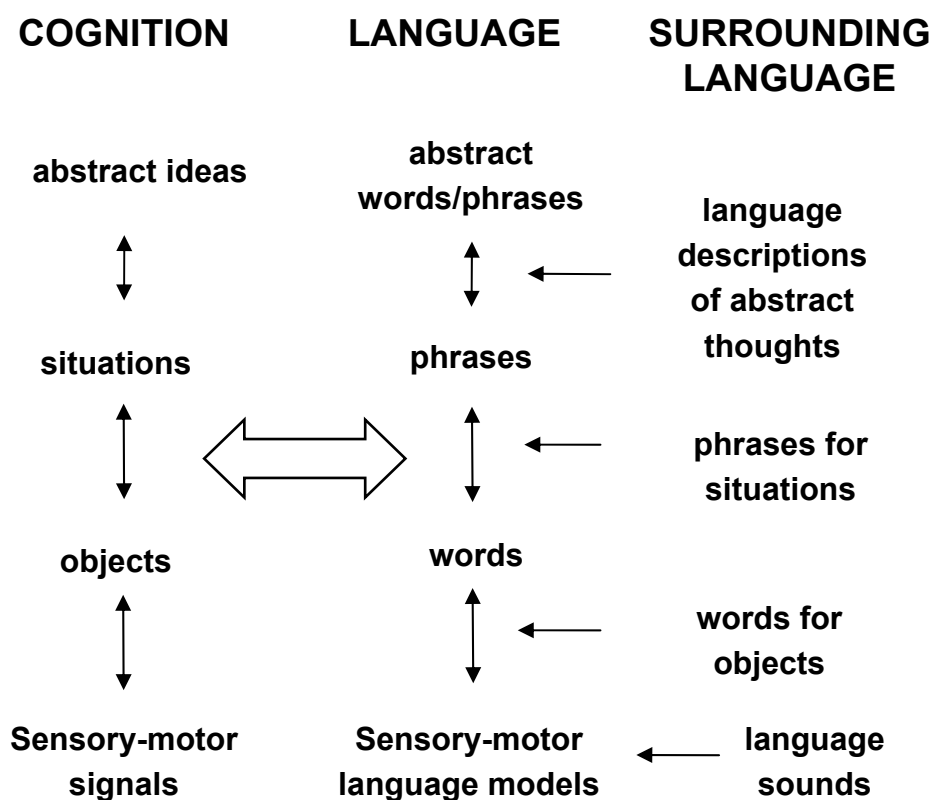 COGNITION LANGUAGE SURROUNDING
LANGUAGE
abstract ideas
abstract
words/phrases
language
descriptions
of abstract
thoughts
situations
phrases
phrases for
situations
objects
words
words for
objects
Sensory-motor
signals
Sensory-motor
language models
language
sounds